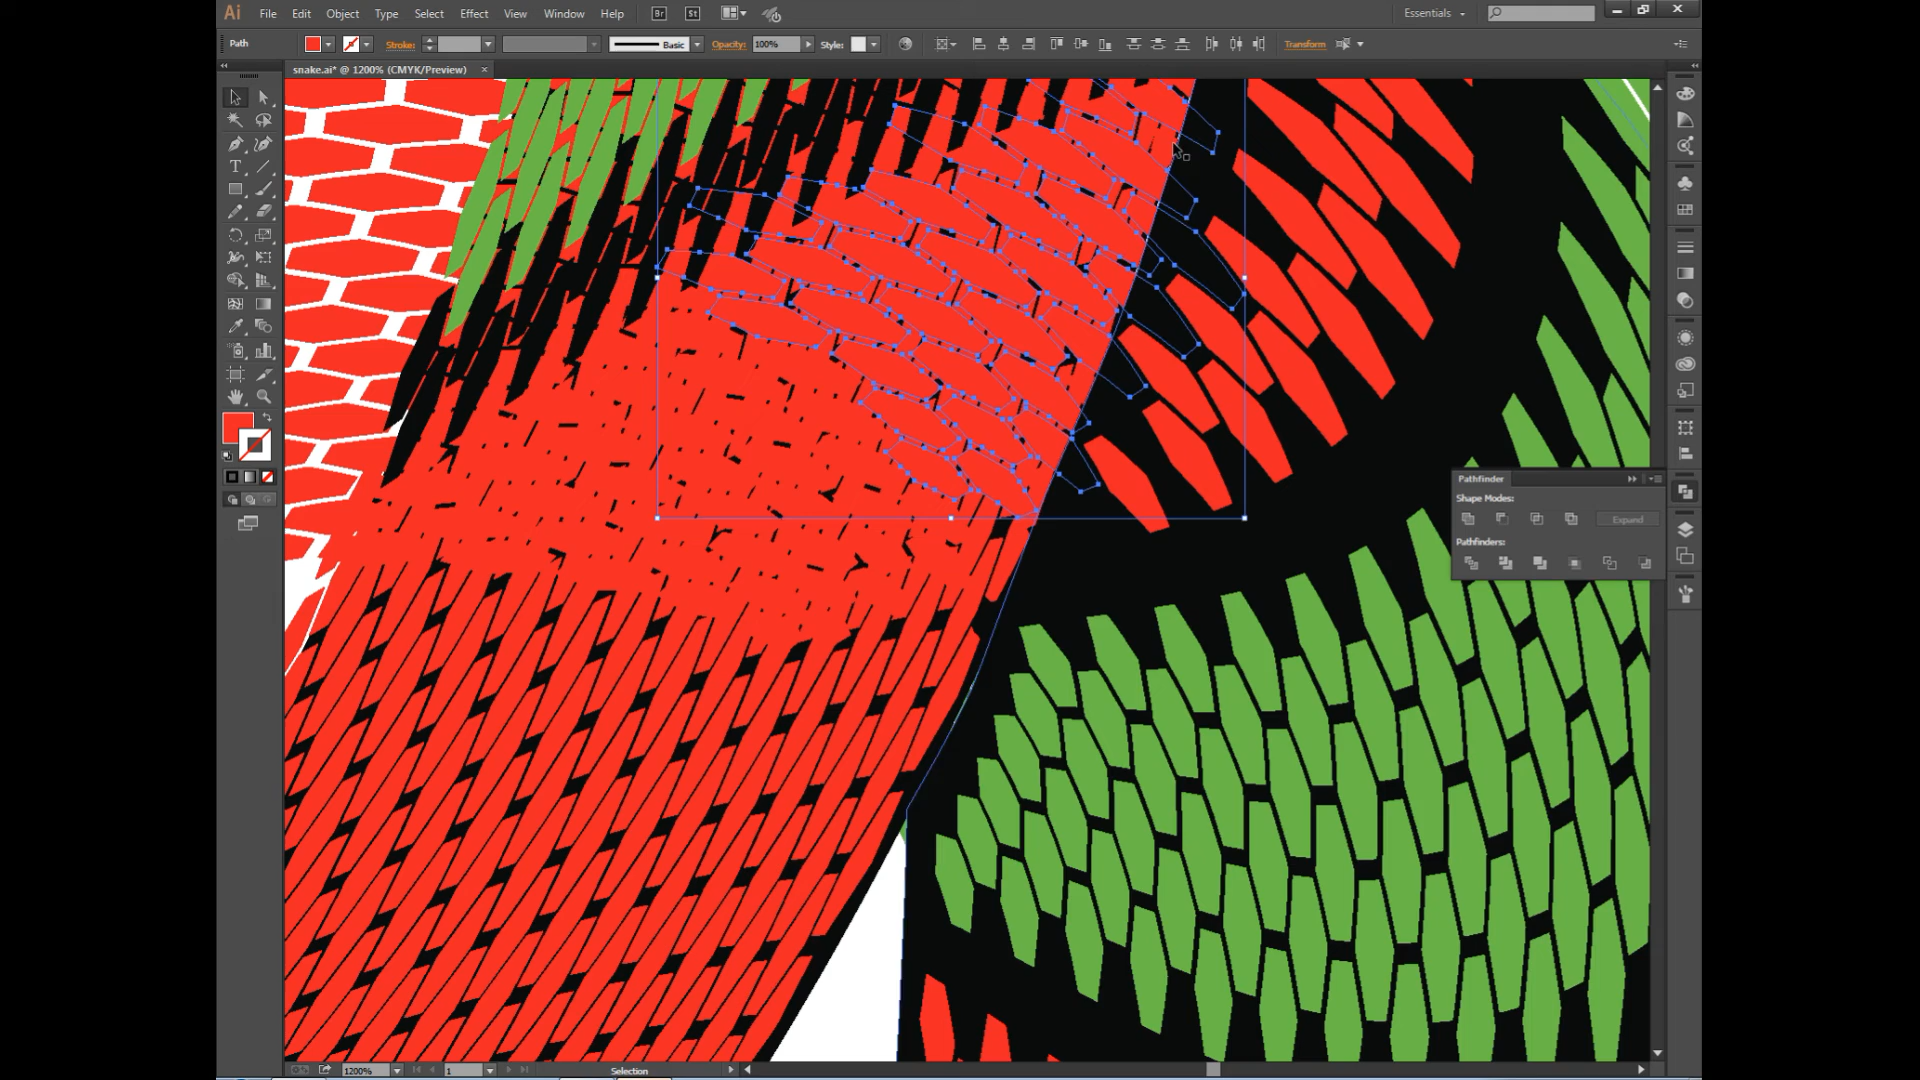 Ai File Edit Object Type Select Effect View Window Help Br St Essentials
Path Stroke: Basic Opacity: 100% Style: Transform
snake.ai* @ 1200% (CMYK/Preview) ×
Pathfinder
Shape Modes:
Expand
Pathfinders:
1200% 1 Selection